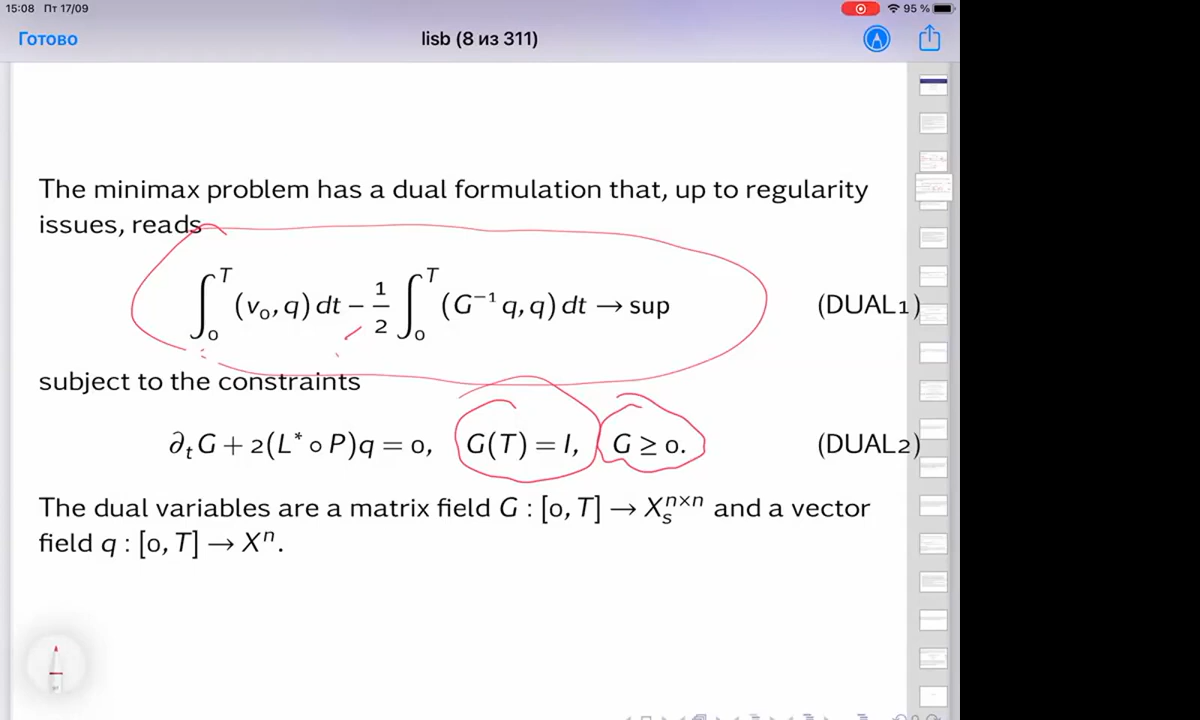 15:08 Пт 17/09 95 %
Готово lisb (8 из 311)
The minimax problem has a dual formulation that, up to regularity
issues, reads
∫₀ᵀ (v₀, q) dt − 1/2 ∫₀ᵀ (G⁻¹q, q) dt → sup (DUAL1)
subject to the constraints
∂ₜG + 2(L* ∘ P)q = 0, G(T) = I, G ≥ 0. (DUAL2)
The dual variables are a matrix field G : [0, T] → Xₛⁿˣⁿ and a vector
field q : [0, T] → Xⁿ.